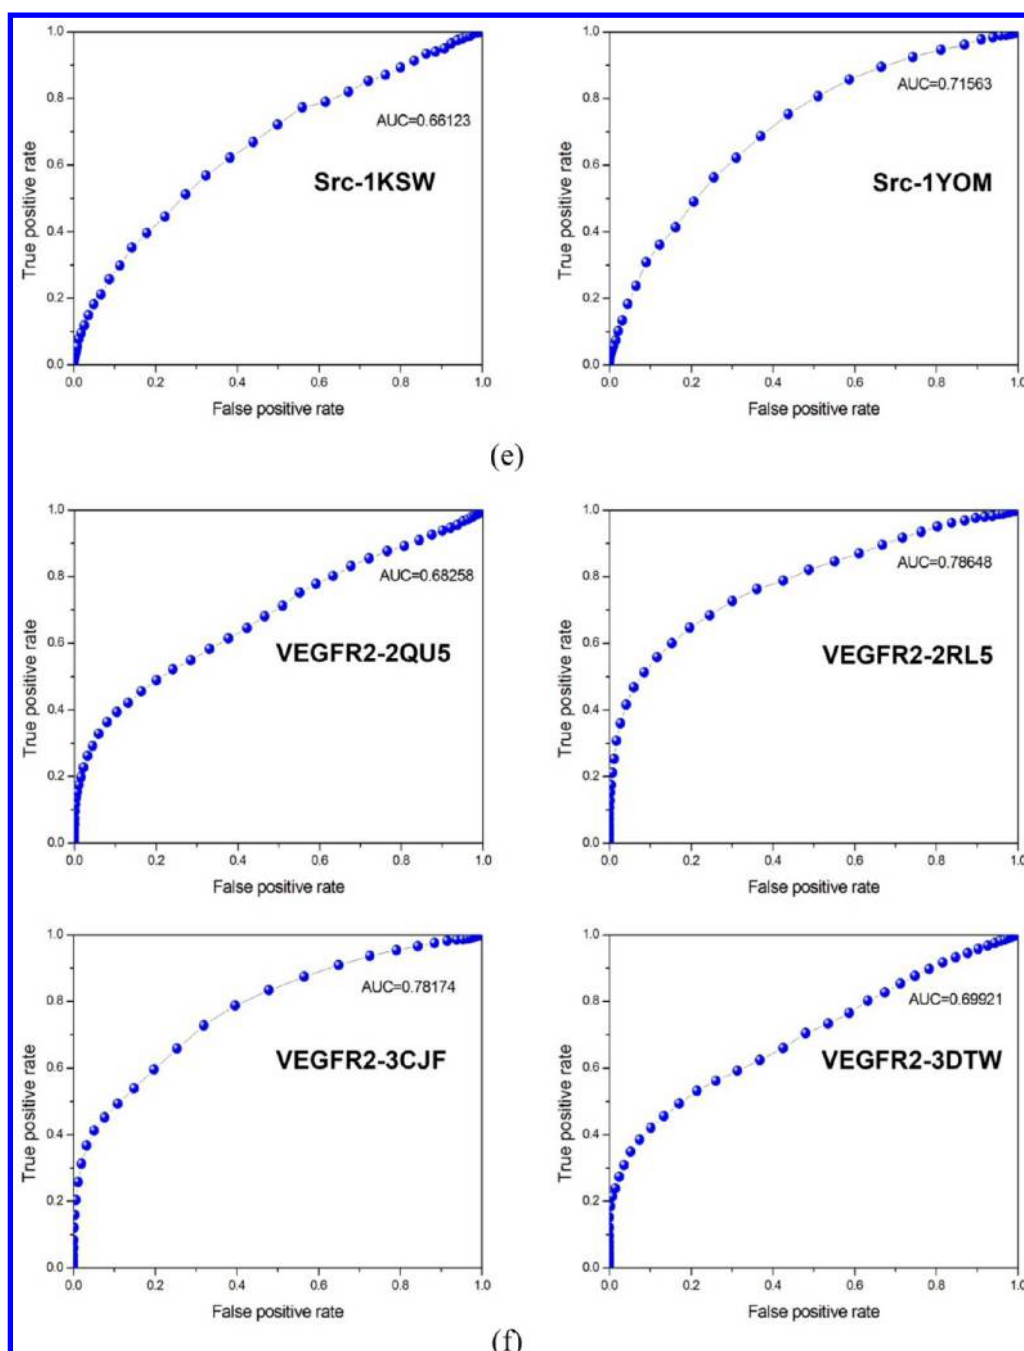 1.0
0.8
0.6
0.4
0.2
0.0
True positive rate
AUC=0.66123
Src-1KSW
0.0 0.2 0.4 0.6 0.8 1.0
False positive rate
1.0
0.8
0.6
0.4
0.2
0.0
True positive rate
AUC=0.71563
Src-1YOM
0.0 0.2 0.4 0.6 0.8 1.0
False positive rate
(e)
1.0
0.8
0.6
0.4
0.2
0.0
True positive rate
AUC=0.68258
VEGFR2-2QU5
0.0 0.2 0.4 0.6 0.8 1.0
False positive rate
1.0
0.8
0.6
0.4
0.2
0.0
True positive rate
AUC=0.78648
VEGFR2-2RL5
0.0 0.2 0.4 0.6 0.8 1.0
False positive rate
1.0
0.8
0.6
0.4
0.2
0.0
True positive rate
AUC=0.78174
VEGFR2-3CJF
0.0 0.2 0.4 0.6 0.8 1.0
False positive rate
1.0
0.8
0.6
0.4
0.2
0.0
True positive rate
AUC=0.69921
VEGFR2-3DTW
0.0 0.2 0.4 0.6 0.8 1.0
False positive rate
(f)